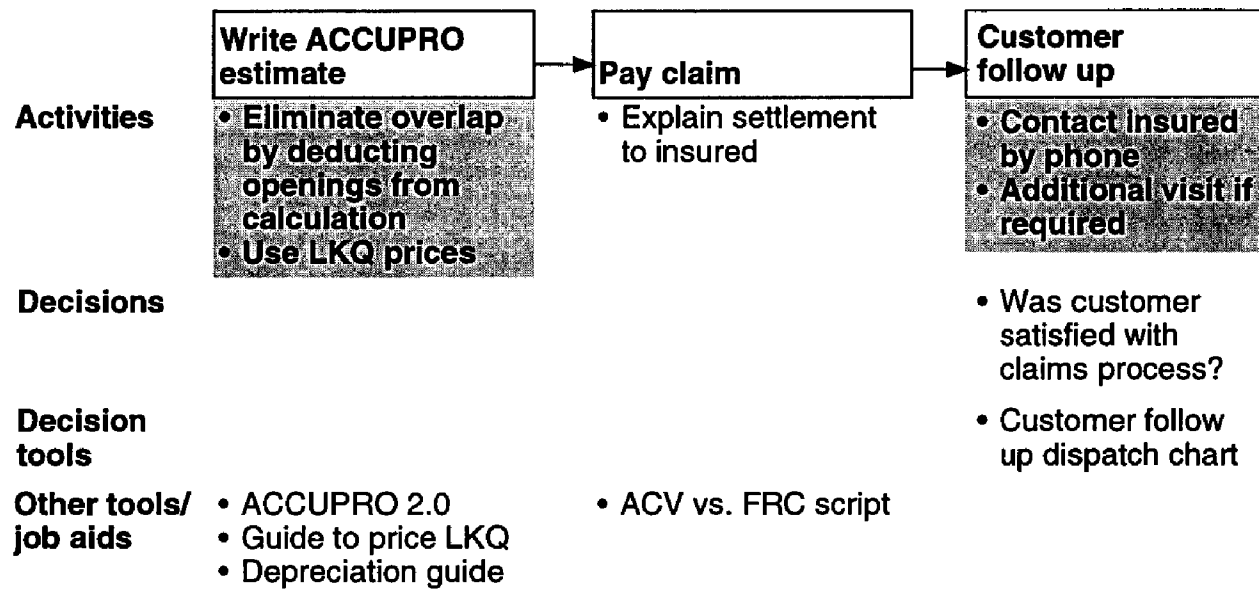 Write ACCUPRO
estimate
Pay claim
Customer
follow up
Activities
• Eliminate overlap
by deducting
openings from
calculation
• Use LKQ prices
• Explain settlement
to insured
• Contact insured
by phone
• Additional visit if
required
Decisions
• Was customer
satisfied with
claims process?
Decision
tools
• Customer follow
up dispatch chart
Other tools/
job aids
• ACCUPRO 2.0
• Guide to price LKQ
• Depreciation guide
• ACV vs. FRC script